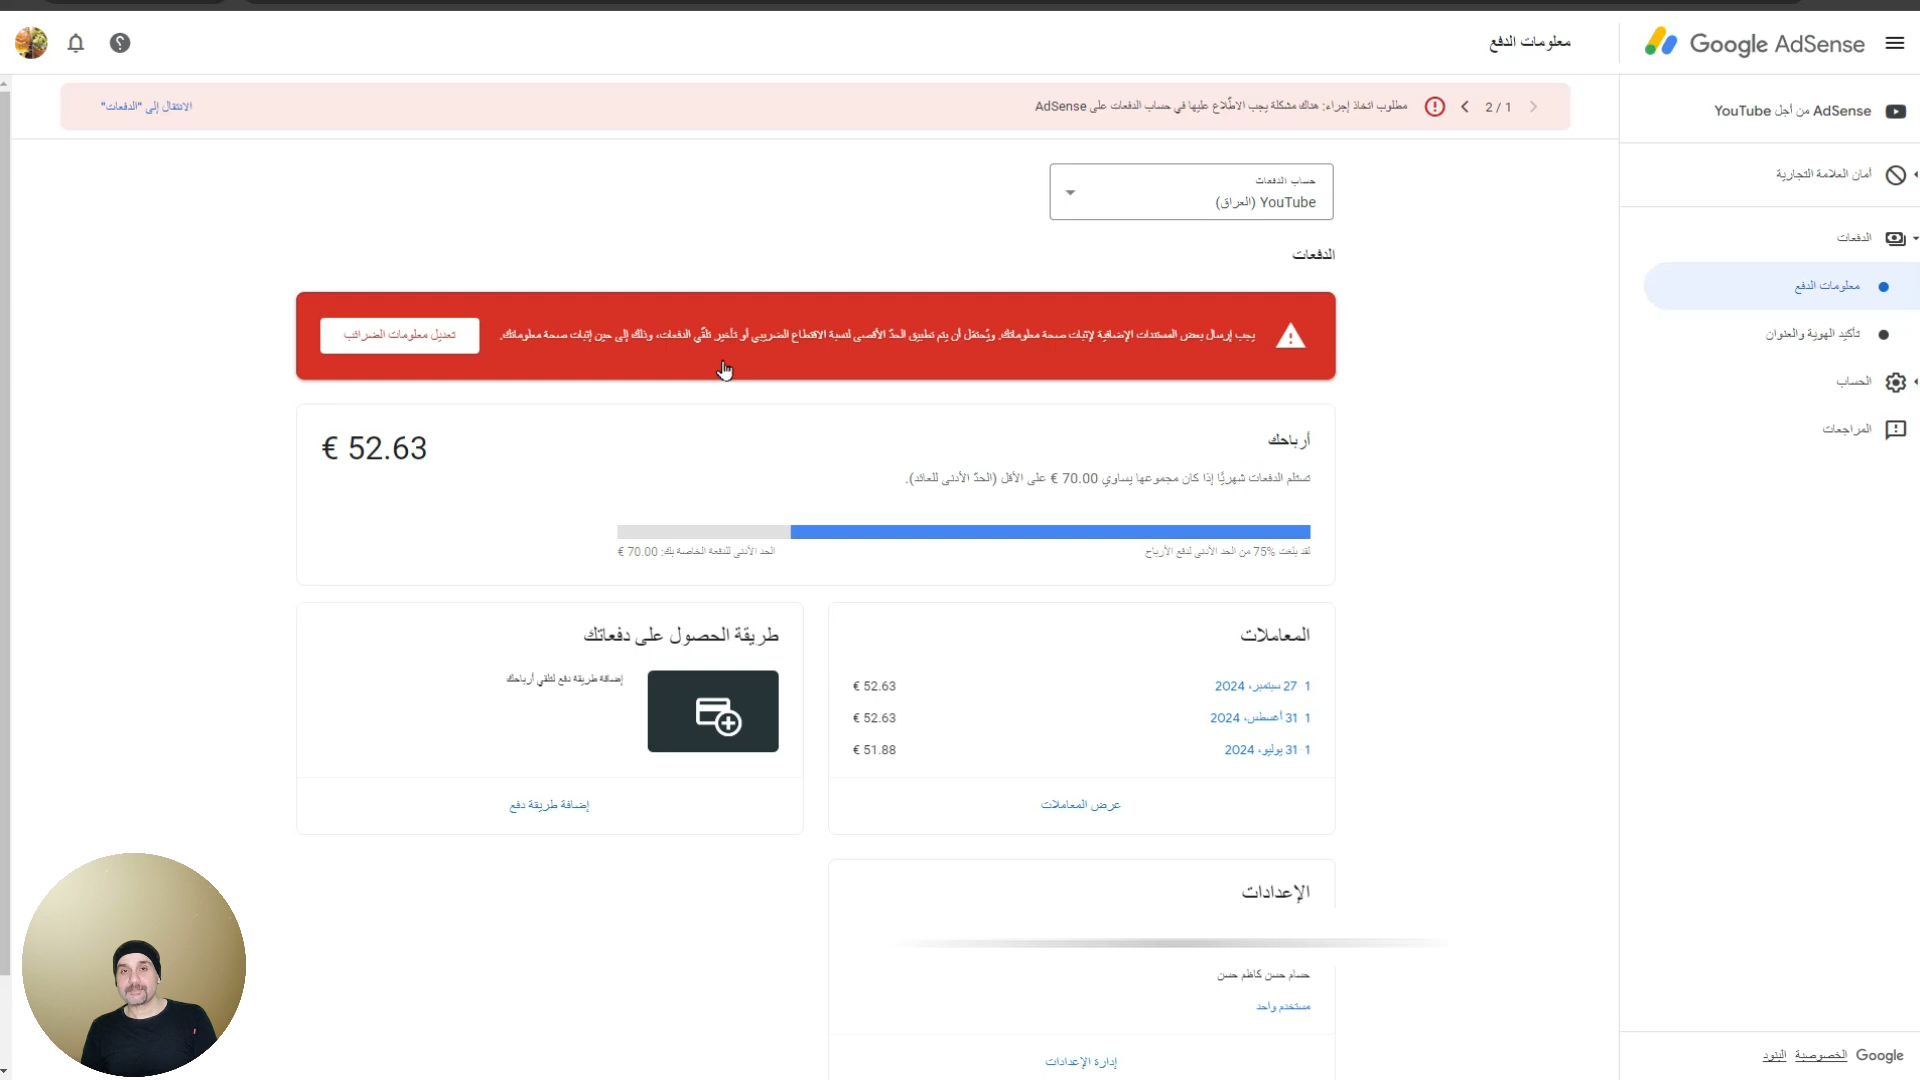 Google AdSense
معلومات الدفع
مطلوب اتخاذ إجراء: هناك مشكلة يجب الاطّلاع عليها في حساب الدفعات على AdSense
2 / 1
الانتقال إلى "الدفعات"
AdSense من أجل YouTube
أمان العلامة التجارية
الدفعات
معلومات الدفع
تأكيد الهوية والعنوان
الحساب
المراجعات
حساب الدفعات
YouTube (العراق)
الدفعات
يجب إرسال بعض المستندات الإضافية لإثبات صحة معلوماتك. ويُحتمَل أن يتم تطبيق الحدّ الأقصى لنسبة الاقتطاع الضريبي أو تأخير تلقّي الدفعات، وذلك إلى حين إثبات صحة معلوماتك.
تعديل معلومات الضرائب
أرباحك
€ 52.63
تستلم الدفعات شهريًا إذا كان مجموعها يساوي 70.00 € على الأقل (الحدّ الأدنى للعائد).
لقد بلغت 75% من الحد الأدنى لدفع الأرباح
الحد الأدنى للدفعة الخاصة بك: 70.00 €
المعاملات
1 27 سبتمبر، 2024
€ 52.63
1 31 أغسطس، 2024
€ 52.63
1 31 يوليو، 2024
€ 51.88
عرض المعاملات
طريقة الحصول على دفعاتك
إضافة طريقة دفع لتلقي أرباحك
إضافة طريقة دفع
الإعدادات
حسام حسن كاظم حسن
مستخدم واحد
إدارة الإعدادات
Google الخصوصية البنود